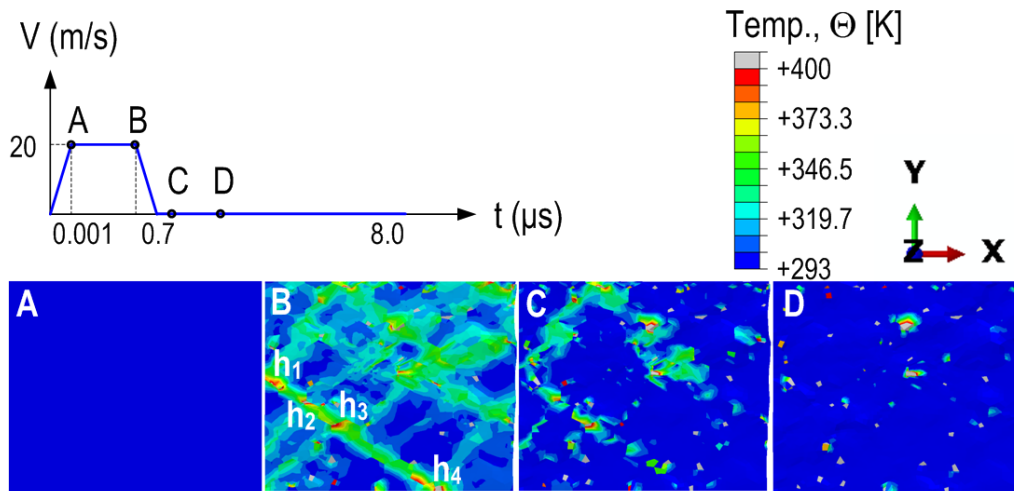 V (m/s)
20
A
B
C
D
0.001
0.7
8.0
t (µs)
Temp., Θ [K]
+400
+373.3
+346.5
+319.7
+293
Y
Z
X
A
B
h1
h2
h3
h4
C
D